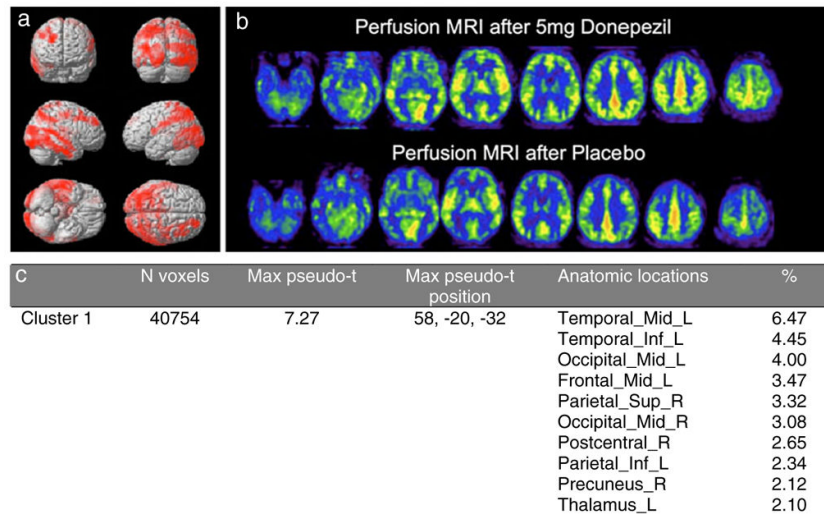 a
b
Perfusion MRI after 5mg Donepezil
Perfusion MRI after Placebo
c N voxels Max pseudo-t Max pseudo-t position Anatomic locations %
Cluster 1 40754 7.27 58, -20, -32 Temporal_Mid_L 6.47
Temporal_Inf_L 4.45
Occipital_Mid_L 4.00
Frontal_Mid_L 3.47
Parietal_Sup_R 3.32
Occipital_Mid_R 3.08
Postcentral_R 2.65
Parietal_Inf_L 2.34
Precuneus_R 2.12
Thalamus_L 2.10